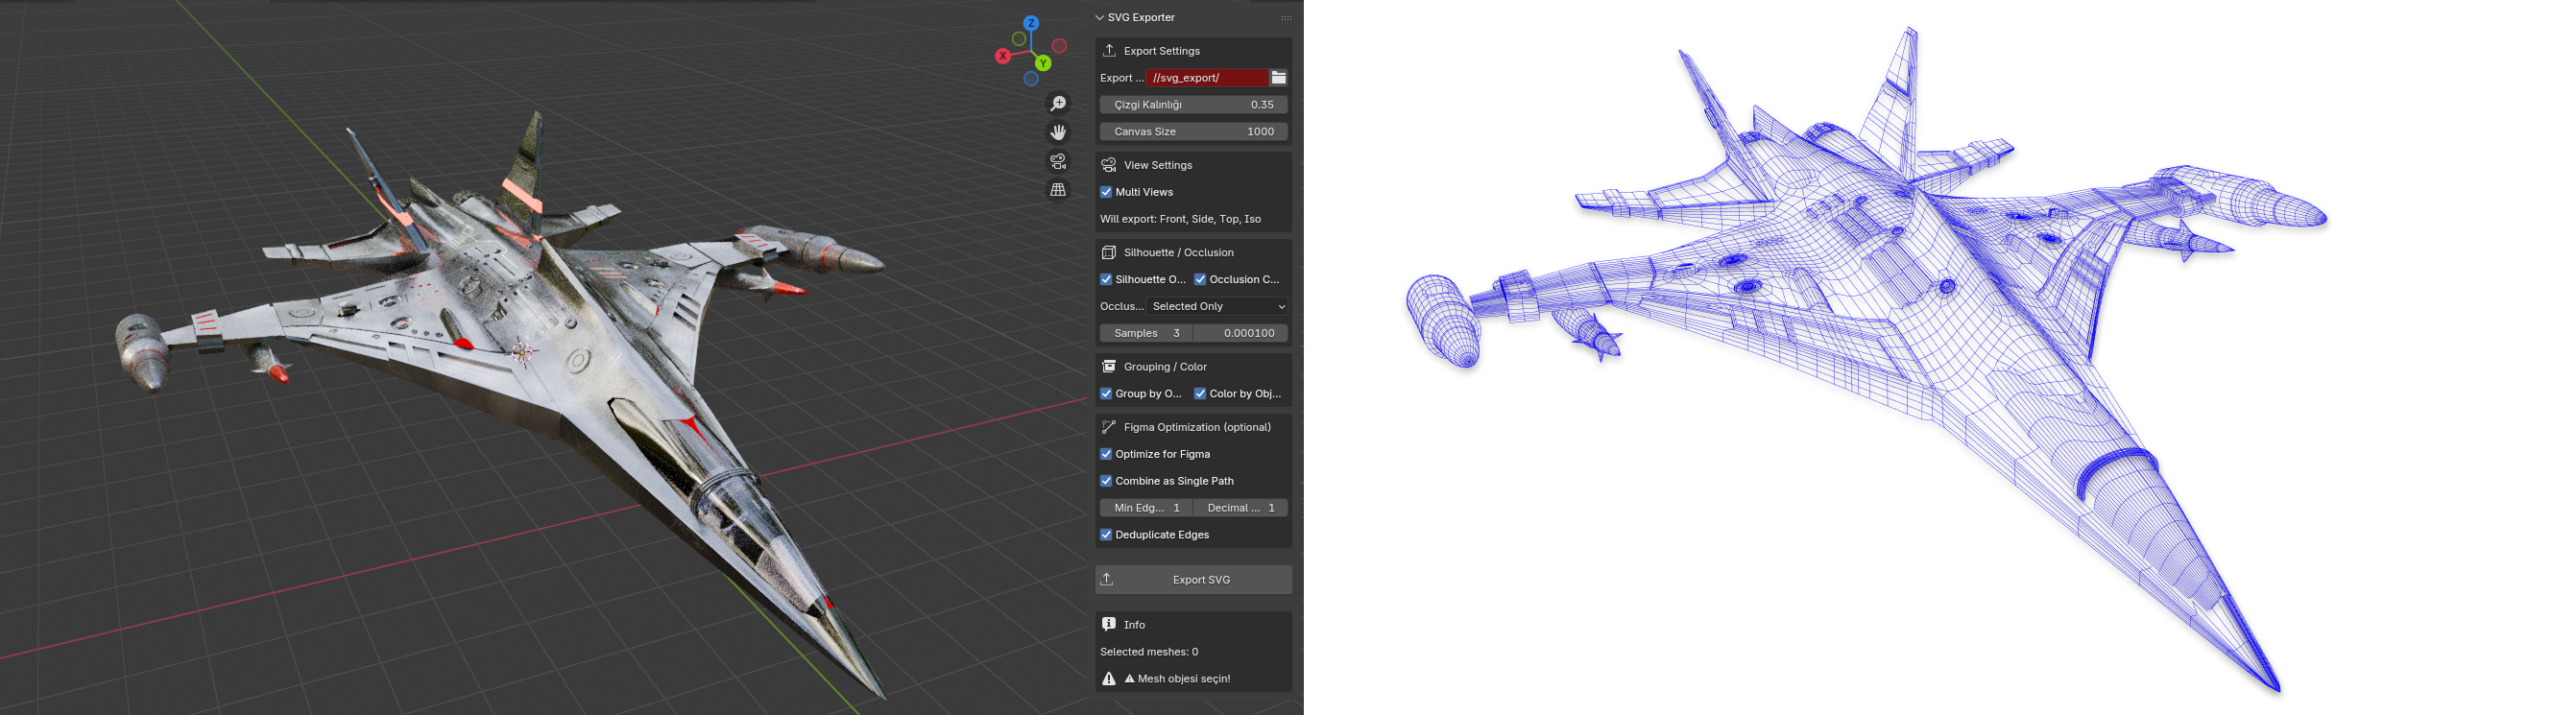 Z
X
Y
SVG Exporter
Export Settings
Export ... //svg_export/
Çizgi Kalınlığı 0.35
Canvas Size 1000
View Settings
Multi Views
Will export: Front, Side, Top, Iso
Silhouette / Occlusion
Silhouette O... Occlusion C...
Occlus... Selected Only
Samples 3 0.000100
Grouping / Color
Group by O... Color by Obj...
Figma Optimization (optional)
Optimize for Figma
Combine as Single Path
Min Edg... 1 Decimal ... 1
Deduplicate Edges
Export SVG
Info
Selected meshes: 0
⚠ Mesh objesi seçin!